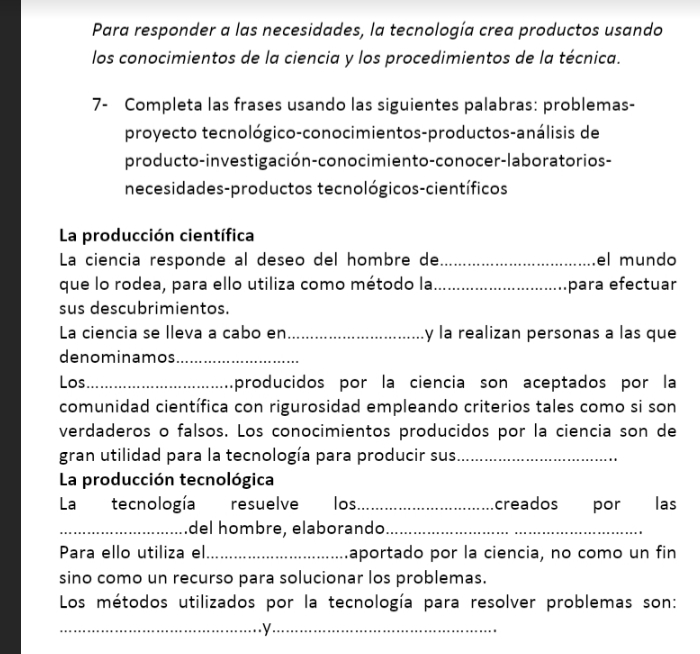 Para responder a las necesidades, la tecnología crea productos usando
los conocimientos de la ciencia y los procedimientos de la técnica.
7- Completa las frases usando las siguientes palabras: problemas-
proyecto tecnológico-conocimientos-productos-análisis de
producto-investigación-conocimiento-conocer-laboratorios-
necesidades-productos tecnológicos-científicos
La producción científica
La ciencia responde al deseo del hombre de..................................el mundo
que lo rodea, para ello utiliza como método la.............................para efectuar
sus descubrimientos.
La ciencia se lleva a cabo en..............................y la realizan personas a las que
denominamos...........................
Los................................producidos por la ciencia son aceptados por la
comunidad científica con rigurosidad empleando criterios tales como si son
verdaderos o falsos. Los conocimientos producidos por la ciencia son de
gran utilidad para la tecnología para producir sus...................................
La producción tecnológica
La tecnología resuelve los..............................creados por las
............................del hombre, elaborando........................... ............................
Para ello utiliza el...............................aportado por la ciencia, no como un fin
sino como un recurso para solucionar los problemas.
Los métodos utilizados por la tecnología para resolver problemas son:
............................................y.................................................